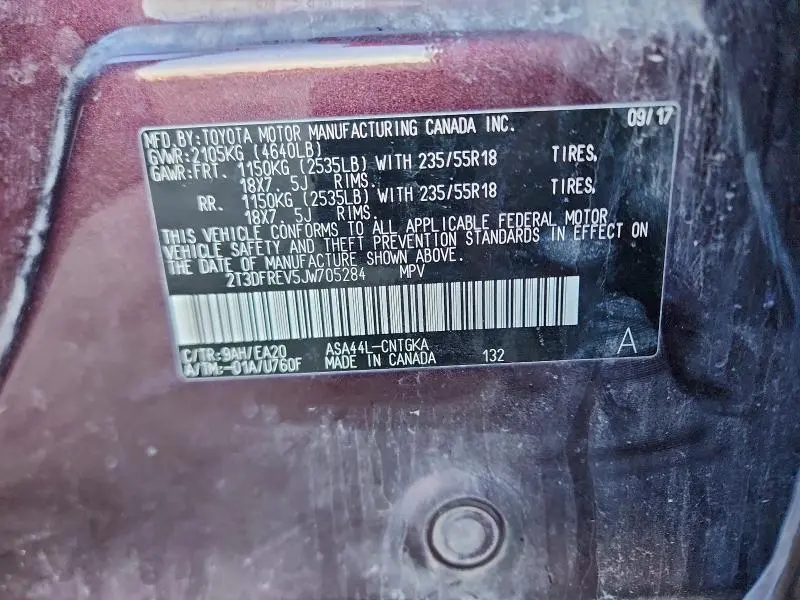 09/17
MFD.BY:TOYOTA MOTOR MANUFACTURING CANADA INC.
GVWR:2105KG (4640LB)
GAWR:FRT. 1150KG (2535LB) WITH 235/55R18 TIRES,
18X7. 5J RIMS.
RR. 1150KG (2535LB) WITH 235/55R18 TIRES,
18X7. 5J RIMS.
THIS VEHICLE CONFORMS TO ALL APPLICABLE FEDERAL MOTOR
VEHICLE SAFETY AND THEFT PREVENTION STANDARDS IN EFFECT ON
THE DATE OF MANUFACTURE SHOWN ABOVE.
2T3DFREV5JW705284 MPV
C/TR:9AH/EA20 ASA44L-CNTGKA
A/TM:-01A/U760F MADE IN CANADA 132 A